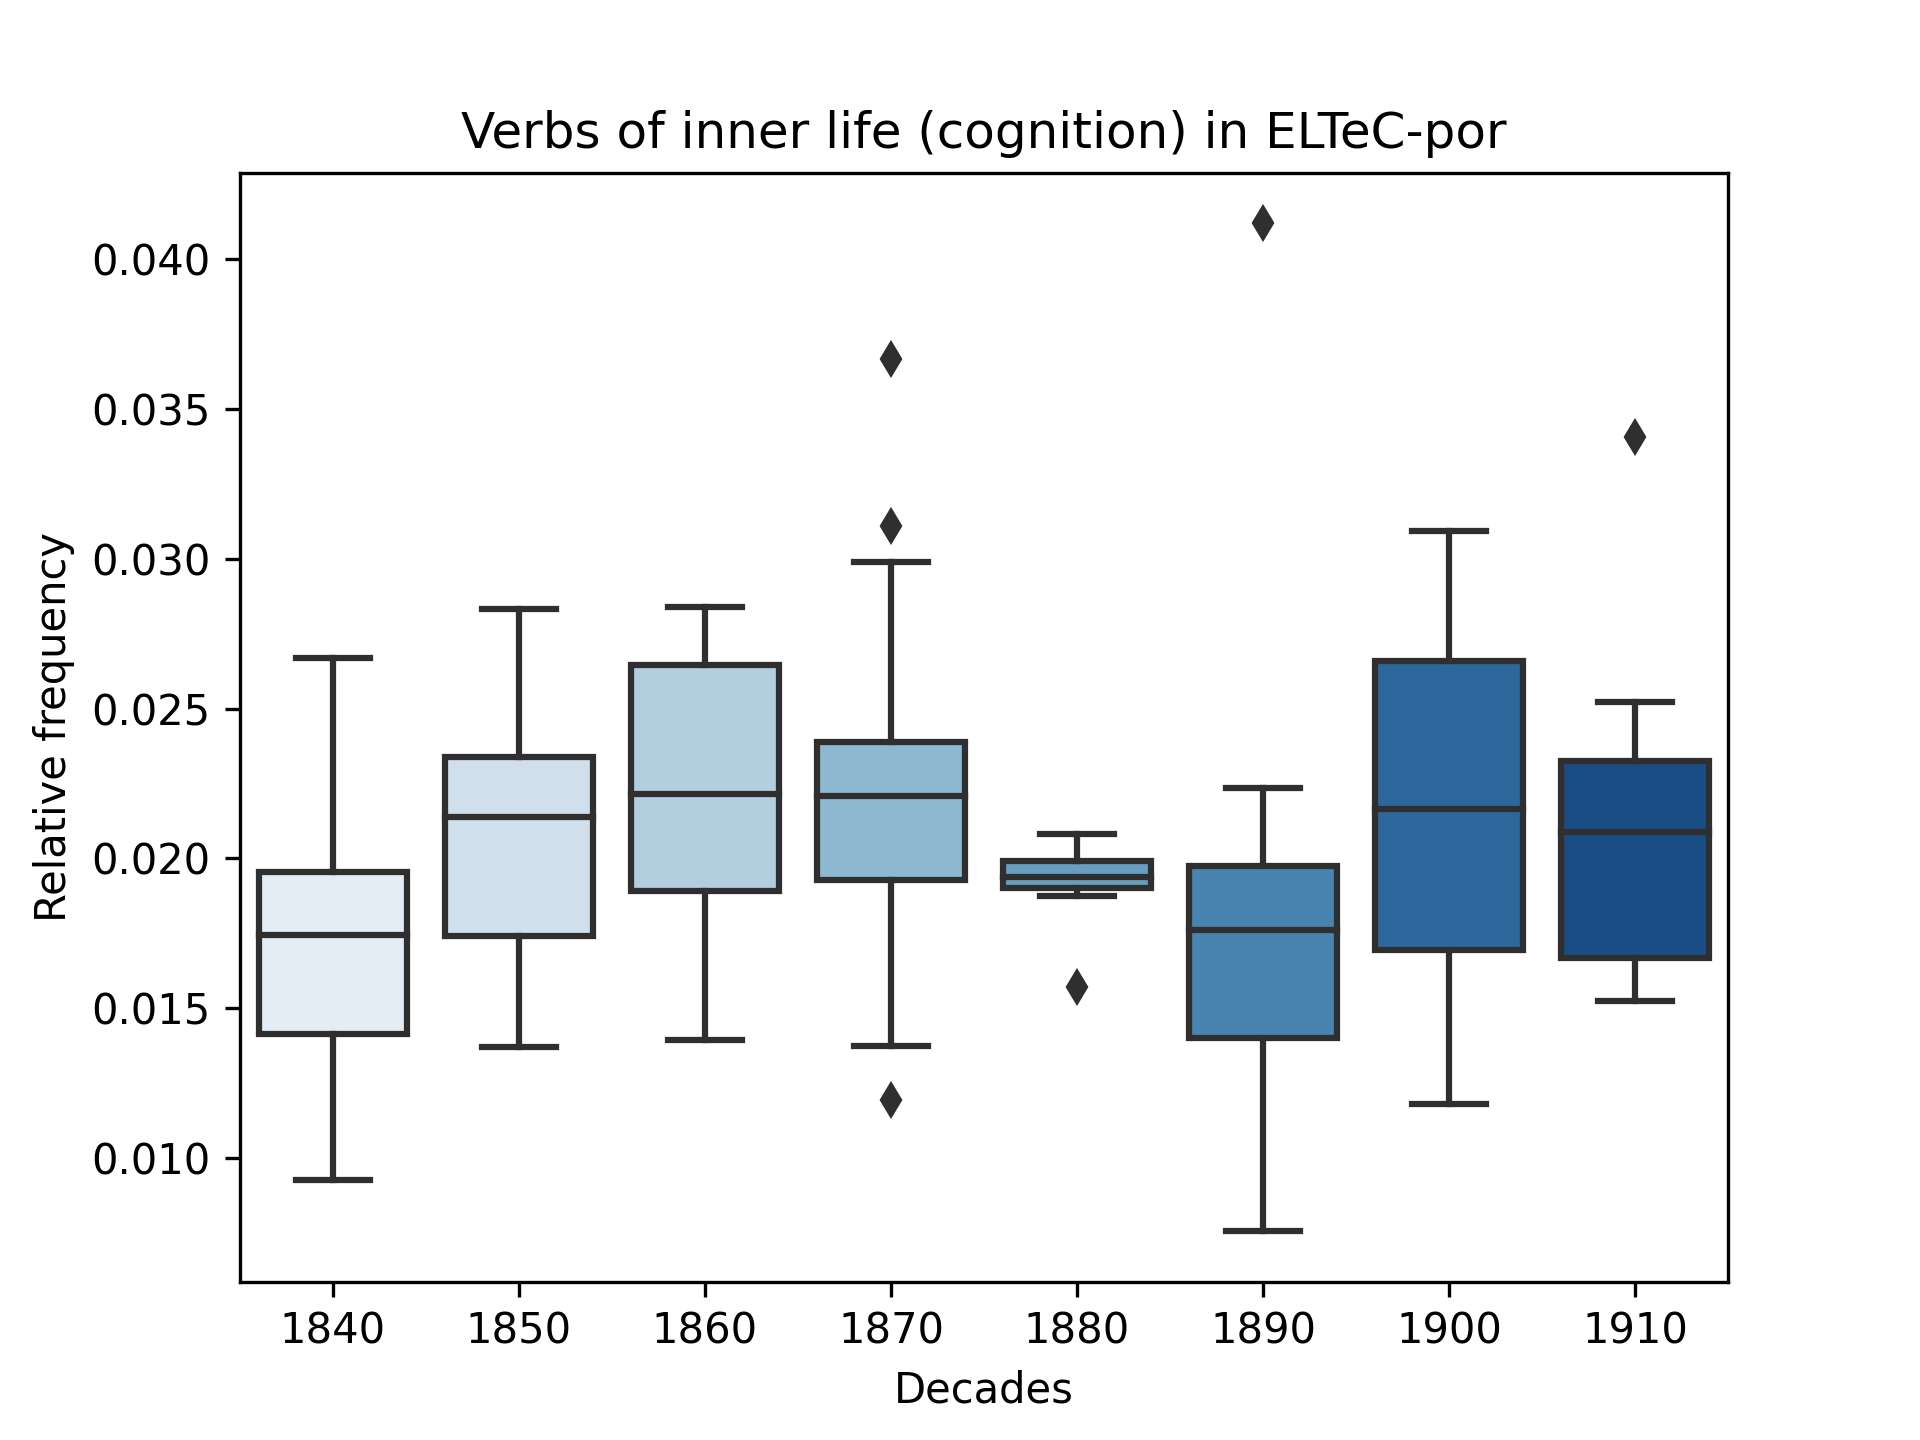 Verbs of inner life (cognition) in ELTeC-por
0.040
0.035
0.030
0.025
0.020
0.015
0.010
Relative frequency
1840 1850 1860 1870 1880 1890 1900 1910
Decades